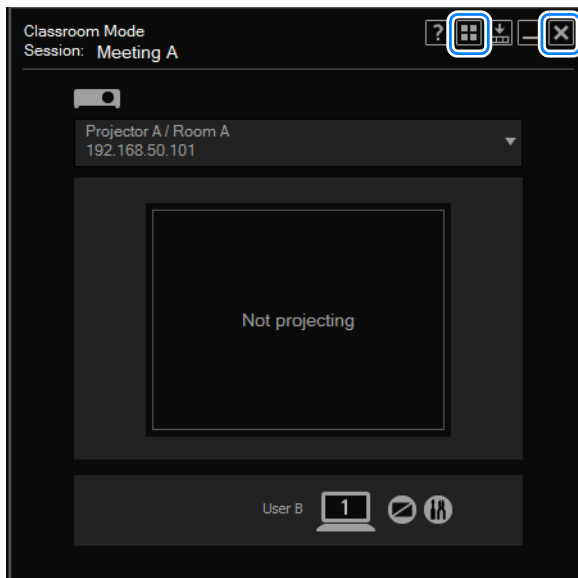 Classroom Mode
Session: Meeting A
?
Projector A / Room A
192.168.50.101
Not projecting
User B
1